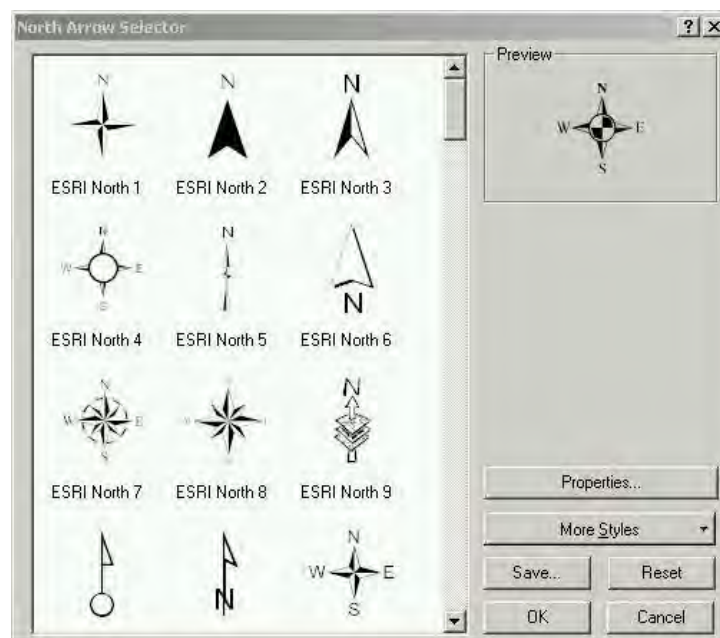 North Arrow Selector
? X
N N N
ESRI North 1 ESRI North 2 ESRI North 3
N
W E
S
N
N
ESRI North 4 ESRI North 5 ESRI North 6
N
W E
S
N
ESRI North 7 ESRI North 8 ESRI North 9
N
N
W E
S
Preview
N
W E
S
Properties...
More Styles
Save... Reset
OK Cancel